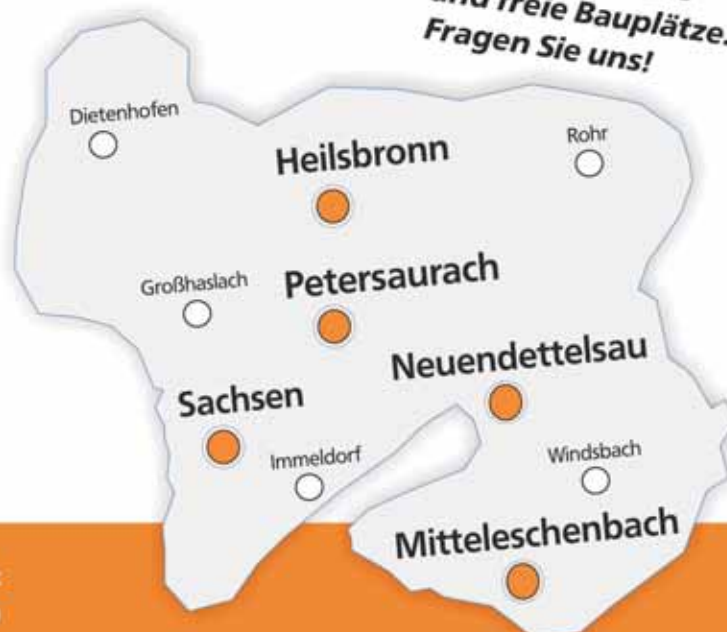 und freie Bauplätze.
Fragen Sie uns!
Dietenhofen
Heilsbronn
Rohr
Großhaslach
Petersaurach
Neuendettelsau
Sachsen
Immeldorf
Windsbach
Mitteleschenbach